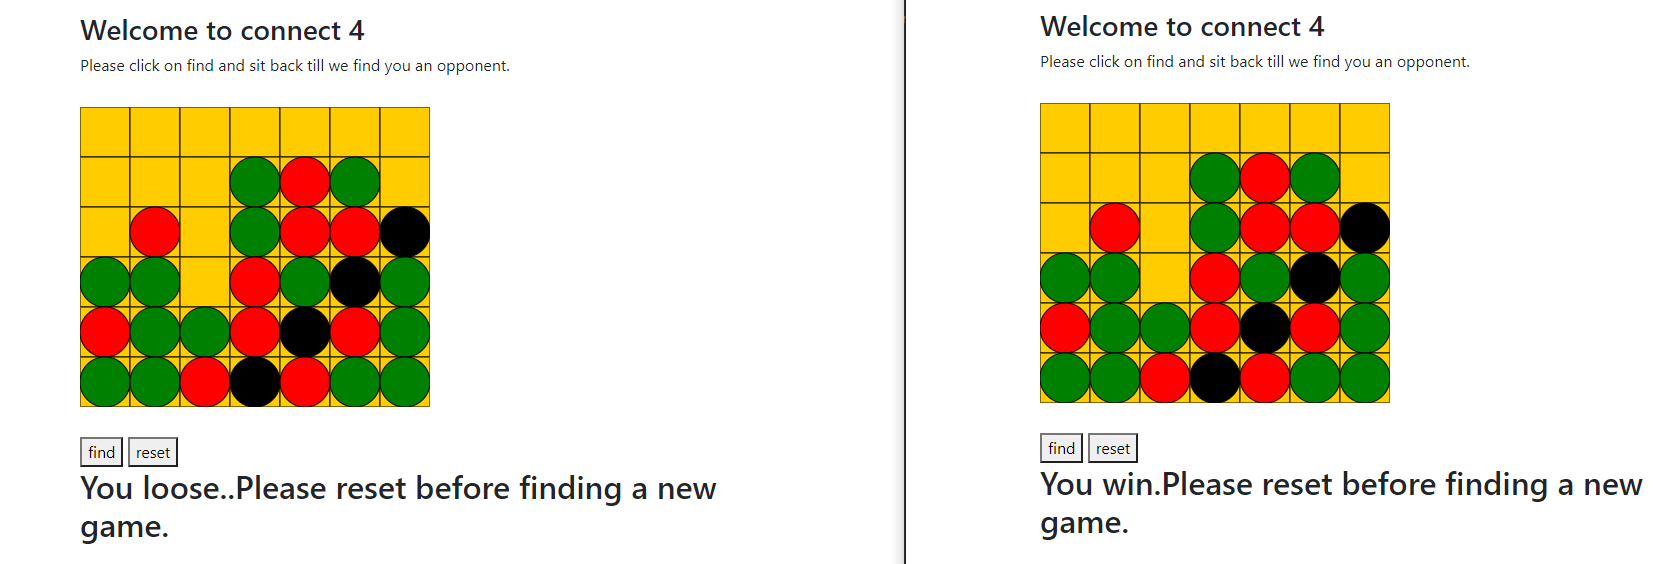 Welcome to connect 4
Please click on find and sit back till we find you an opponent.
find reset
You loose..Please reset before finding a new
game.
Welcome to connect 4
Please click on find and sit back till we find you an opponent.
find reset
You win.Please reset before finding a new
game.